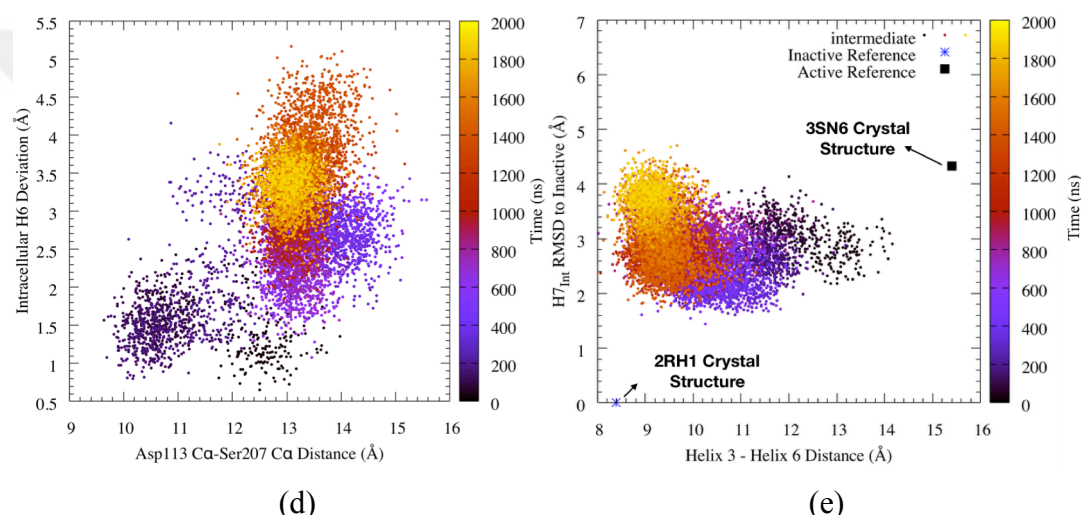 5.5
5
4.5
4
3.5
3
2.5
2
1.5
1
0.5
Intracellular H6 Deviation (Å)
9 10 11 12 13 14 15 16
Asp113 Cα-Ser207 Cα Distance (Å)
2000
1800
1600
1400
1200
1000
800
600
400
200
0
Time (ns)
(d)
7
6
5
4
3
2
1
0
H7Int RMSD to Inactive (Å)
intermediate
Inactive Reference
Active Reference
3SN6 Crystal
Structure
2RH1 Crystal
Structure
8 9 10 11 12 13 14 15 16
Helix 3 - Helix 6 Distance (Å)
2000
1800
1600
1400
1200
1000
800
600
400
200
0
Time (ns)
(e)